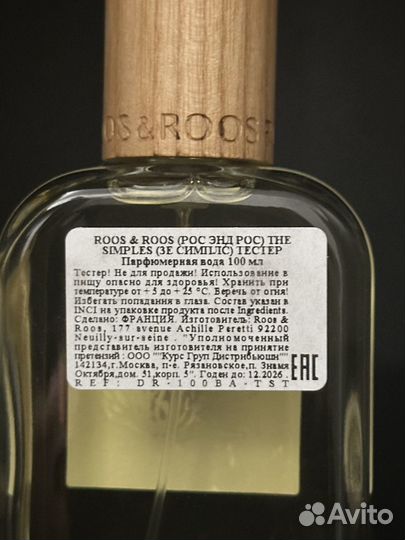 OS & ROOS P
ROOS & ROOS (РОС ЭНД РОС) THE
SIMPLES (ЗЕ СИМПЛС) ТЕСТЕР
Парфюмерная вода 100 мл
Тестер! Не для продажи! Использование в
пищу опасно для здоровья! Хранить при
температуре от + 5 до + 25 °С. Беречь от огня!
Избегать попадания в глаза. Состав указан в
INCI на упаковке продукта после Ingredients.
Сделано: ФРАНЦИЯ. Изготовитель: Roos &
Roos, 177 avenue Achille Peretti 92200
Neuilly-sur-seine . "Уполномоченный
представитель изготовителя на принятие
претензий : ООО ""Курс Груп Дистрибьюшн""
142134,г.Москва, п-е. Рязановское,п. Знамя
Октября,дом. 51,корп. 5". Годен до: 12.2026 .
REF: DR-100BA-TST
EAC
Avito